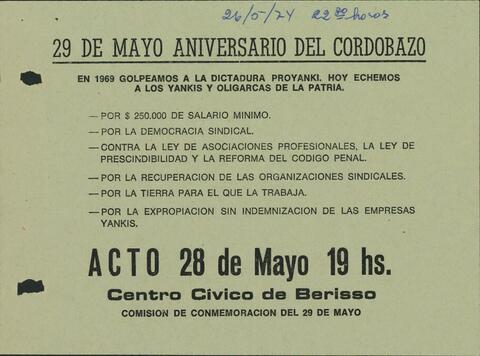 26/5/74 22 00 horos
29 DE MAYO ANIVERSARIO DEL CORDOBAZO
EN 1969 GOLPEAMOS A LA DICTADURA PROYANKI. HOY ECHEMOS
A LOS YANKIS Y OLIGARCAS DE LA PATRIA.
— POR $ 250.000 DE SALARIO MINIMO.
— POR LA DEMOCRACIA SINDICAL.
— CONTRA LA LEY DE ASOCIACIONES PROFESIONALES, LA LEY DE
PRESCINDIBILIDAD Y LA REFORMA DEL CODIGO PENAL.
— POR LA RECUPERACION DE LAS ORGANIZACIONES SINDICALES.
— POR LA TIERRA PARA EL QUE LA TRABAJA.
— POR LA EXPROPIACION SIN INDEMNIZACION DE LAS EMPRESAS
YANKIS.
ACTO 28 de Mayo 19 hs.
Centro Cívico de Berisso
COMISION DE CONMEMORACION DEL 29 DE MAYO